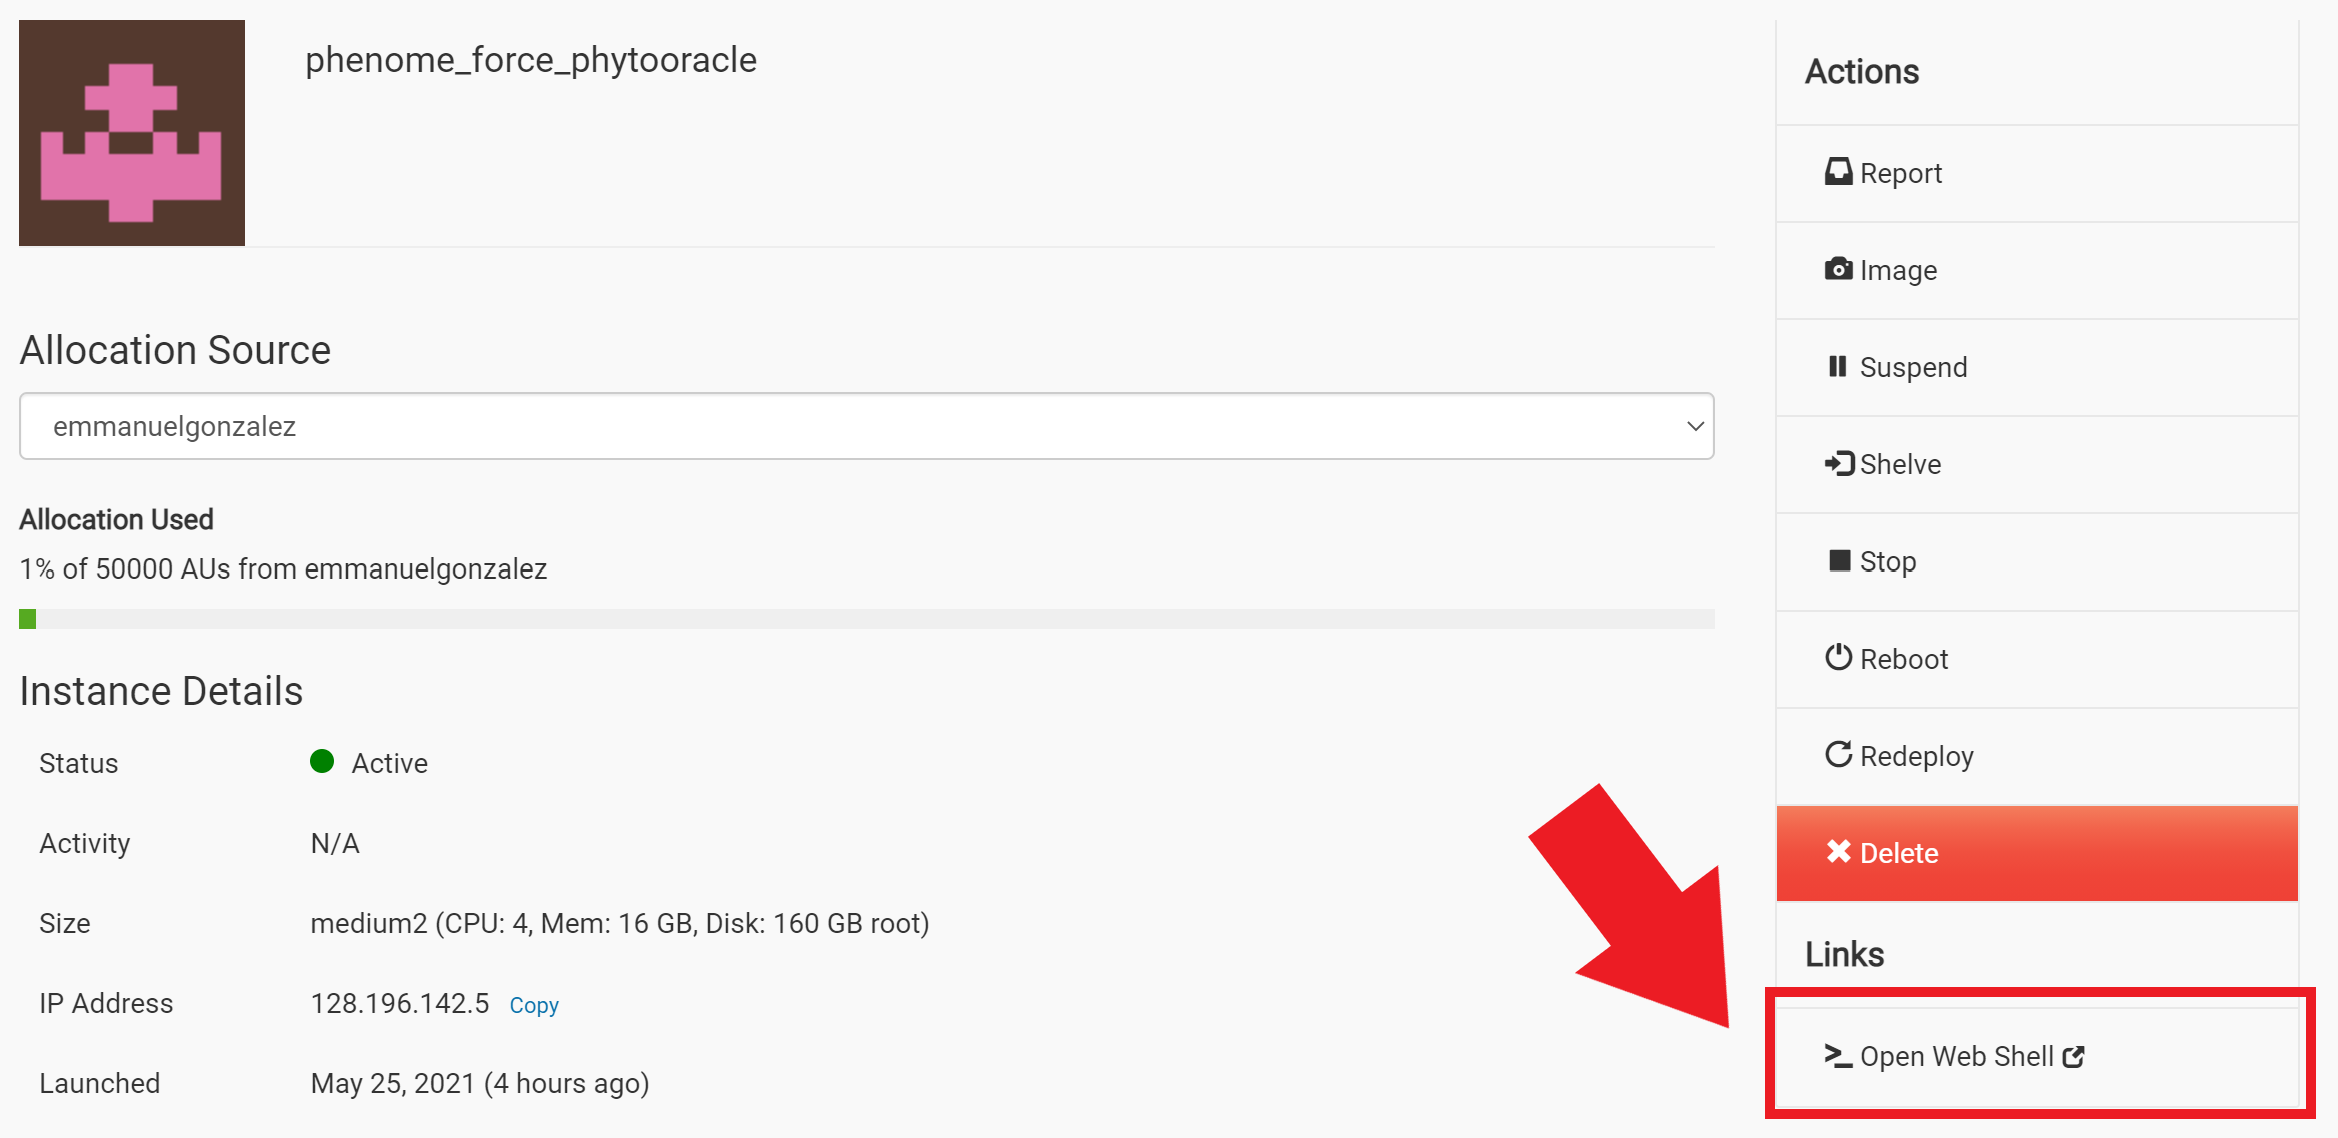 phenome_force_phytooracle
Allocation Source
emmanuelgonzalez
Allocation Used
1% of 50000 AUs from emmanuelgonzalez
Instance Details
Status Active
Activity N/A
Size medium2 (CPU: 4, Mem: 16 GB, Disk: 160 GB root)
IP Address 128.196.142.5 Copy
Launched May 25, 2021 (4 hours ago)
Actions
Report
Image
Suspend
Shelve
Stop
Reboot
Redeploy
Delete
Links
Open Web Shell